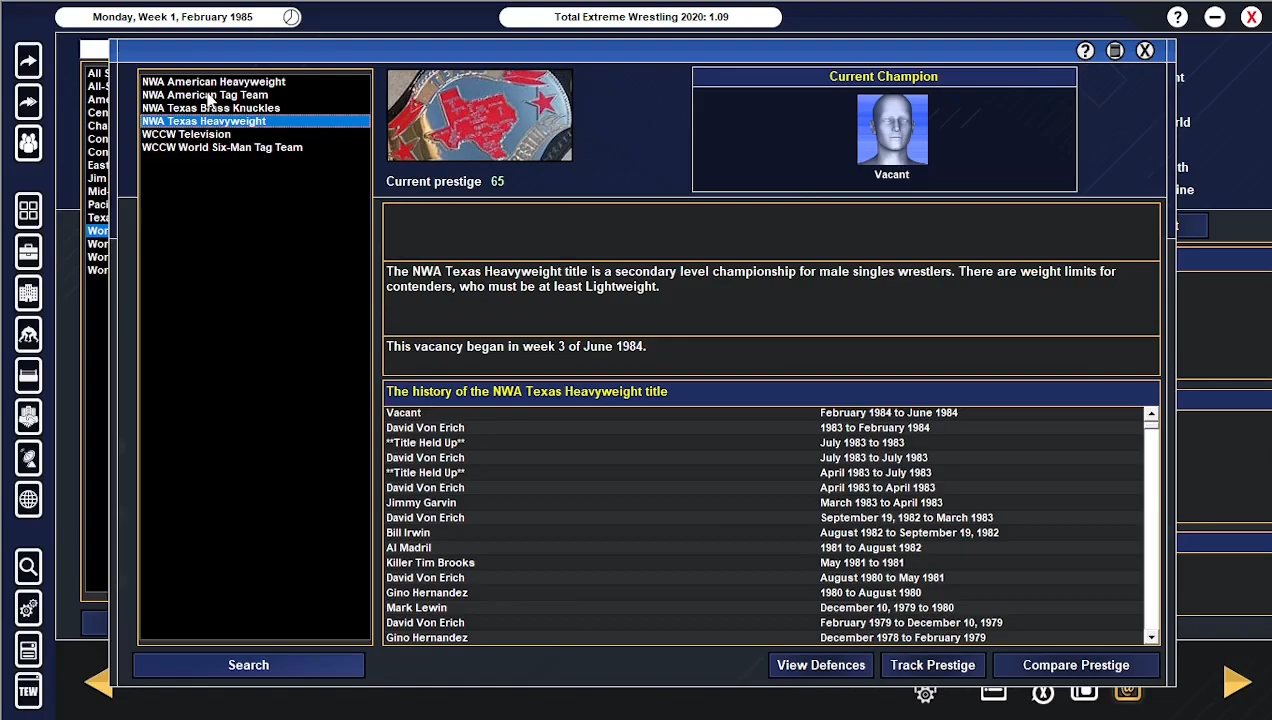 Monday, Week 1, February 1985
Total Extreme Wrestling 2020: 1.09
NWA American Heavyweight
NWA American Tag Team
NWA Texas Brass Knuckles
NWA Texas Heavyweight
WCCW Television
WCCW World Six-Man Tag Team
Current prestige 65
Current Champion
Vacant
The NWA Texas Heavyweight title is a secondary level championship for male singles wrestlers. There are weight limits for
contenders, who must be at least Lightweight.
This vacancy began in week 3 of June 1984.
The history of the NWA Texas Heavyweight title
Vacant February 1984 to June 1984
David Von Erich 1983 to February 1984
**Title Held Up** July 1983 to 1983
David Von Erich July 1983 to July 1983
**Title Held Up** April 1983 to July 1983
David Von Erich April 1983 to April 1983
Jimmy Garvin March 1983 to April 1983
David Von Erich September 19, 1982 to March 1983
Bill Irwin August 1982 to September 19, 1982
Al Madril 1981 to August 1982
Killer Tim Brooks May 1981 to 1981
David Von Erich August 1980 to May 1981
Gino Hernandez 1980 to August 1980
Mark Lewin December 10, 1979 to 1980
David Von Erich February 1979 to December 10, 1979
Gino Hernandez December 1978 to February 1979
Search
View Defences
Track Prestige
Compare Prestige
TEW